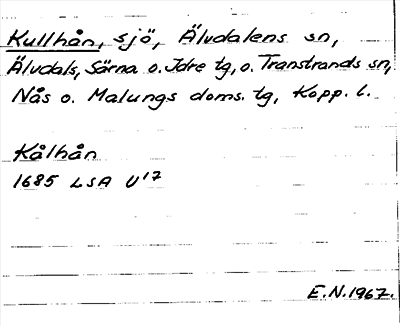 Kullhån, sjö, Älvdalens sn,
Älvdals, Särna o. Idre tg, o. Transtrands sn,
Nås o. Malungs doms. tg, Kopp. l.
Kålhån
1685 LSA U17
E.N.1967.